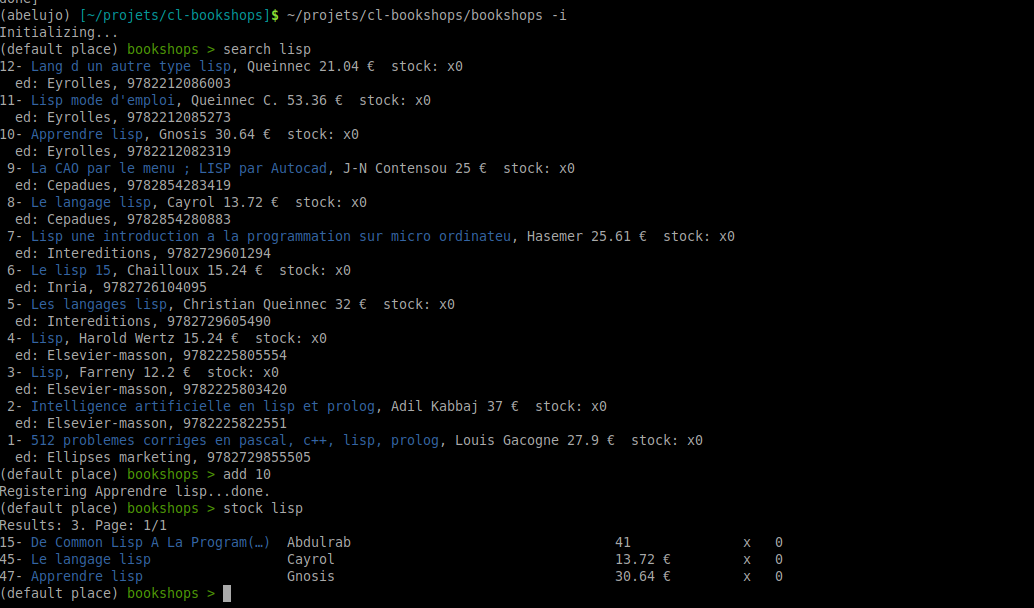 done]
(abelujo) [~/projets/cl-bookshops]$ ~/projets/cl-bookshops/bookshops -i
Initializing...
(default place) bookshops > search lisp
12- Lang d un autre type lisp, Queinnec 21.04 €  stock: x0
  ed: Eyrolles, 9782212086003
11- Lisp mode d'emploi, Queinnec C. 53.36 €  stock: x0
  ed: Eyrolles, 9782212085273
10- Apprendre lisp, Gnosis 30.64 €  stock: x0
  ed: Eyrolles, 9782212082319
 9- La CAO par le menu ; LISP par Autocad, J-N Contensou 25 €  stock: x0
  ed: Cepadues, 9782854283419
 8- Le langage lisp, Cayrol 13.72 €  stock: x0
  ed: Cepadues, 9782854280883
 7- Lisp une introduction a la programmation sur micro ordinateu, Hasemer 25.61 €  stock: x0
  ed: Intereditions, 9782729601294
 6- Le lisp 15, Chailloux 15.24 €  stock: x0
  ed: Inria, 9782726104095
 5- Les langages lisp, Christian Queinnec 32 €  stock: x0
  ed: Intereditions, 9782729605490
 4- Lisp, Harold Wertz 15.24 €  stock: x0
  ed: Elsevier-masson, 9782225805554
 3- Lisp, Farreny 12.2 €  stock: x0
  ed: Elsevier-masson, 9782225803420
 2- Intelligence artificielle en lisp et prolog, Adil Kabbaj 37 €  stock: x0
  ed: Elsevier-masson, 9782225822551
 1- 512 problemes corriges en pascal, c++, lisp, prolog, Louis Gacogne 27.9 €  stock: x0
  ed: Ellipses marketing, 9782729855505
(default place) bookshops > add 10
Registering Apprendre lisp...done.
(default place) bookshops > stock lisp
Results: 3. Page: 1/1
15- De Common Lisp A La Program(…)  Abdulrab                                 41              x   0
45- Le langage lisp                 Cayrol                                   13.72 €         x   0
47- Apprendre lisp                  Gnosis                                   30.64 €         x   0
(default place) bookshops >